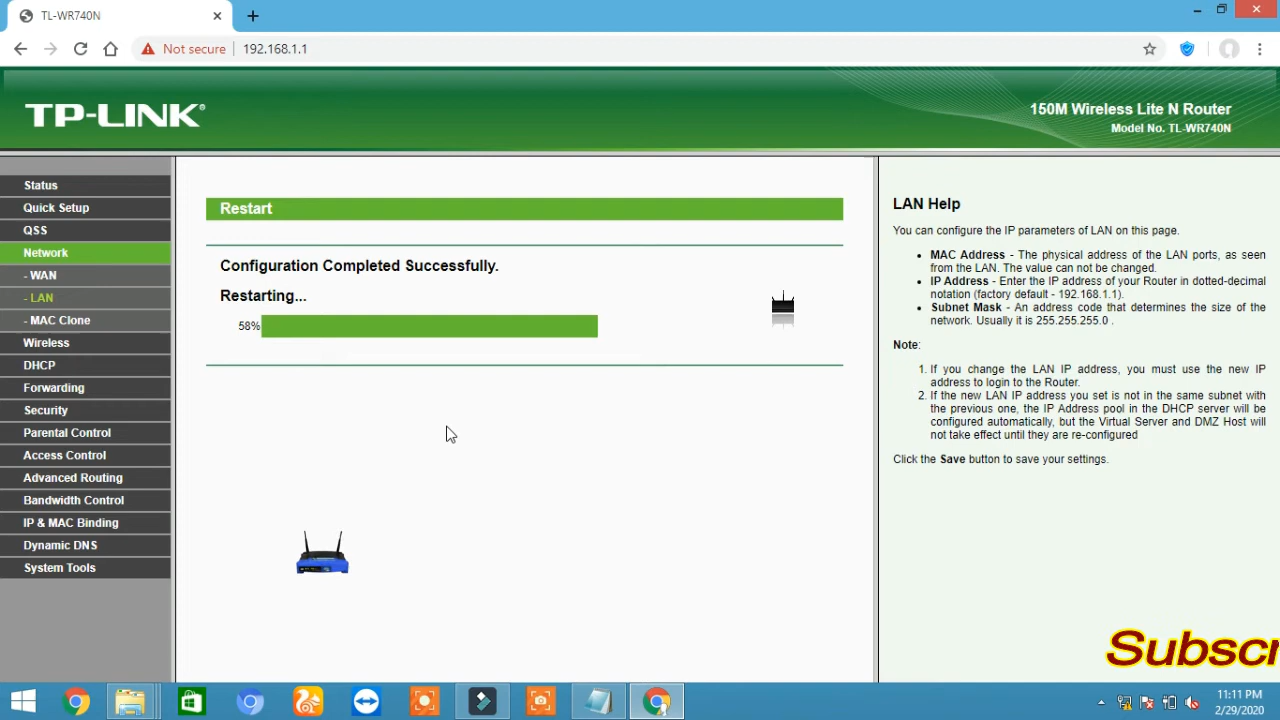 TL-WR740N
Not secure
192.168.1.1
TP-LINK®
150M Wireless Lite N Router
Model No. TL-WR740N
Status
Quick Setup
QSS
Network
- WAN
- LAN
- MAC Clone
Wireless
DHCP
Forwarding
Security
Parental Control
Access Control
Advanced Routing
Bandwidth Control
IP & MAC Binding
Dynamic DNS
System Tools
Restart
Configuration Completed Successfully.
Restarting...
58%
LAN Help
You can configure the IP parameters of LAN on this page.
• MAC Address - The physical address of the LAN ports, as seen
from the LAN. The value can not be changed.
• IP Address - Enter the IP address of your Router in dotted-decimal
notation (factory default - 192.168.1.1).
• Subnet Mask - An address code that determines the size of the
network. Usually it is 255.255.255.0 .
Note:
1. If you change the LAN IP address, you must use the new IP
address to login to the Router.
2. If the new LAN IP address you set is not in the same subnet with
the previous one, the IP Address pool in the DHCP server will be
configured automatically, but the Virtual Server and DMZ Host will
not take effect until they are re-configured
Click the Save button to save your settings.
Subscr
11:11 PM
2/29/2020